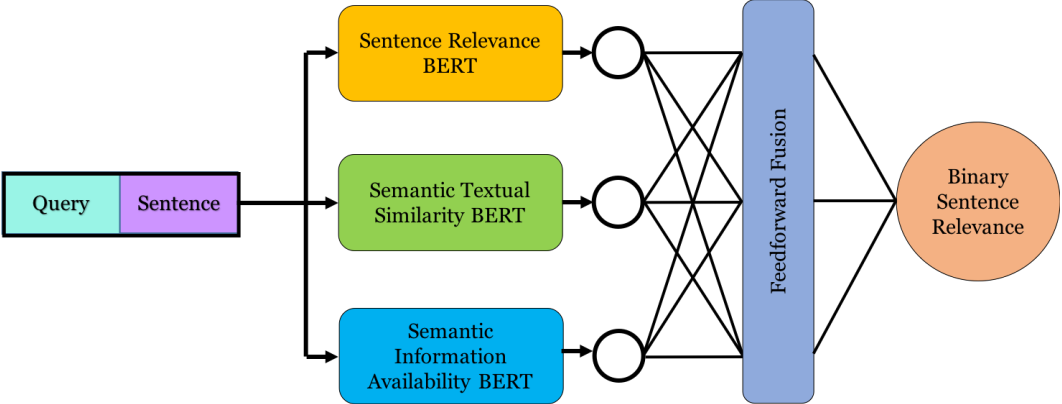 Query
Sentence
Sentence Relevance
BERT
Semantic Textual
Similarity BERT
Semantic
Information
Availability BERT
Feedforward Fusion
Binary
Sentence
Relevance